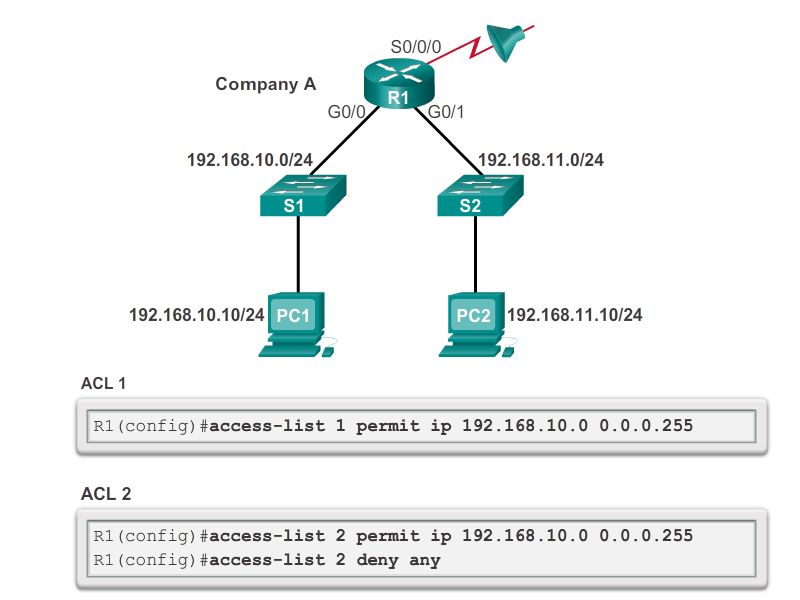 S0/0/0
Company A
R1
G0/0
G0/1
192.168.10.0/24
192.168.11.0/24
S1
S2
192.168.10.10/24
PC1
PC2
192.168.11.10/24
ACL 1
R1(config)#access-list 1 permit ip 192.168.10.0 0.0.0.255
ACL 2
R1(config)#access-list 2 permit ip 192.168.10.0 0.0.0.255
R1(config)#access-list 2 deny any